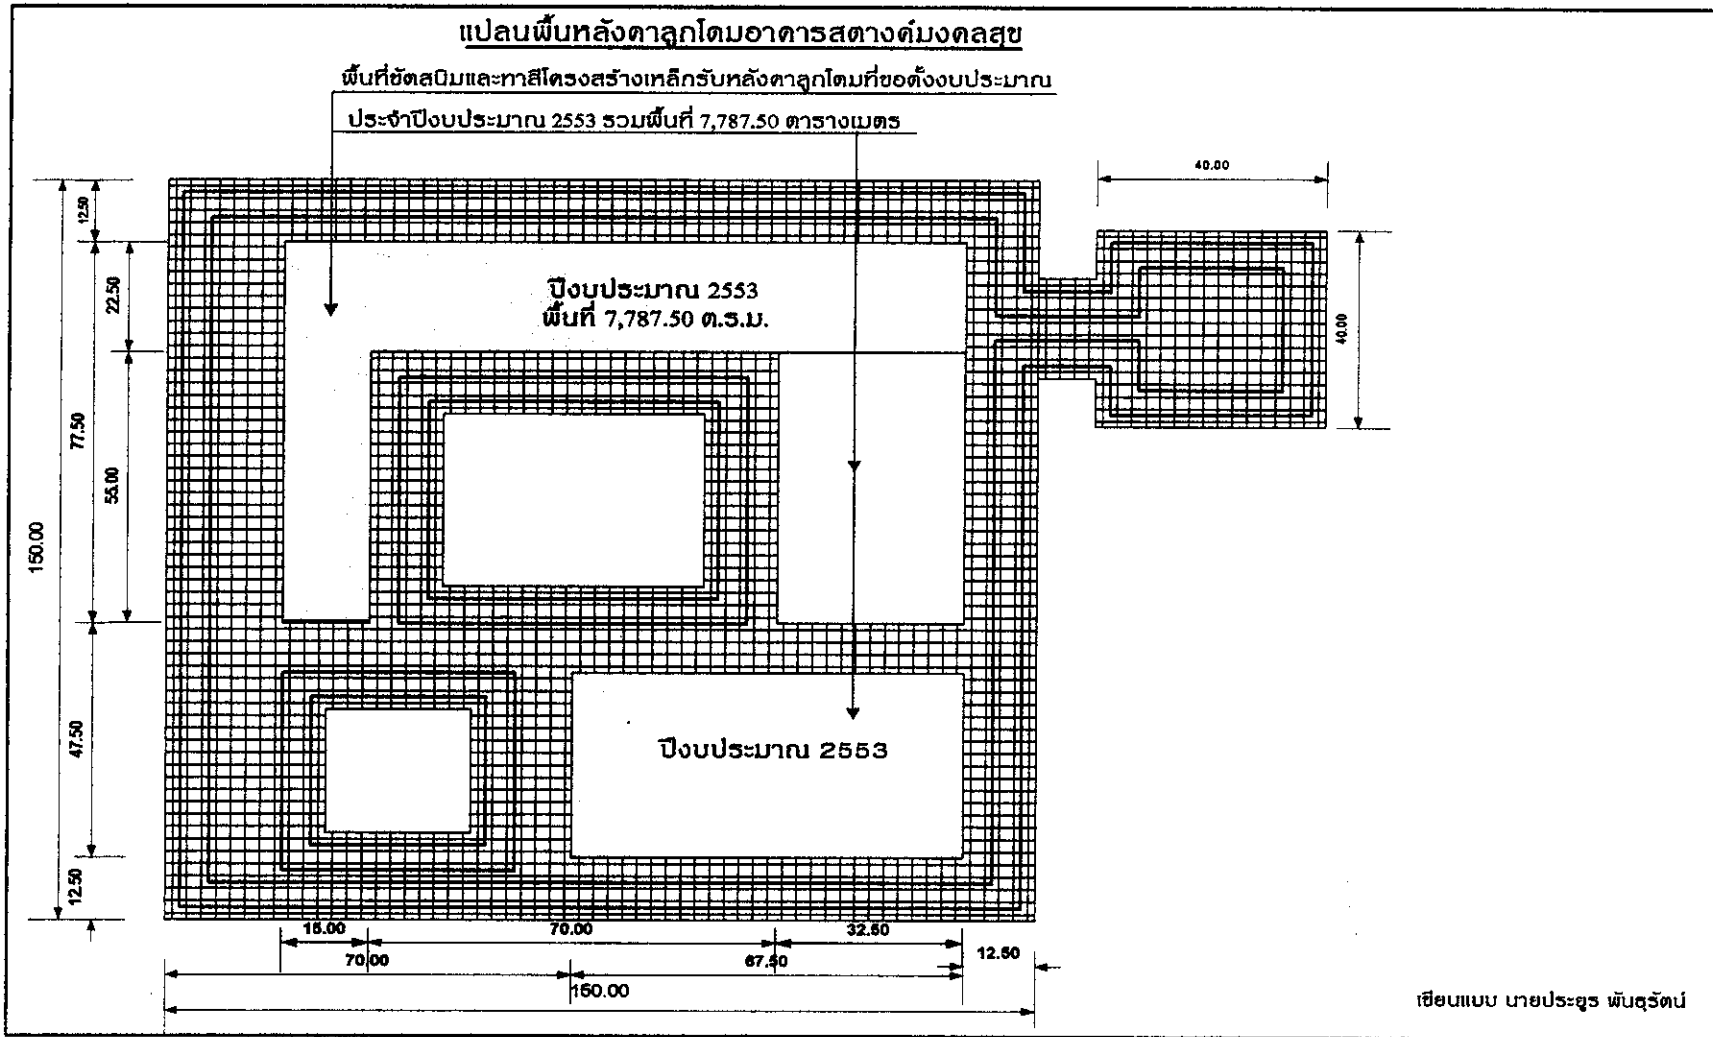 แปลนพื้นหลังคาลูกโดมอาคารสตางค์มงคลสุข
พื้นที่ขัดสนิมและทาสีโครงสร้างเหล็กรับหลังคาลูกโดมที่ขอตั้งงบประมาณ
ประจำปีงบประมาณ 2553 รวมพื้นที่ 7,787.50 ตารางเมตร
40.00
12.50
22.50
77.50
55.00
150.00
47.50
12.50
ปีงบประมาณ 2553
พื้นที่ 7,787.50 ต.ร.ม.
40.00
ปีงบประมาณ 2553
15.00 70.00 32.50
12.50
70.00 67.50
150.00
เขียนแบบ นายประยูร พันธุรัตน์